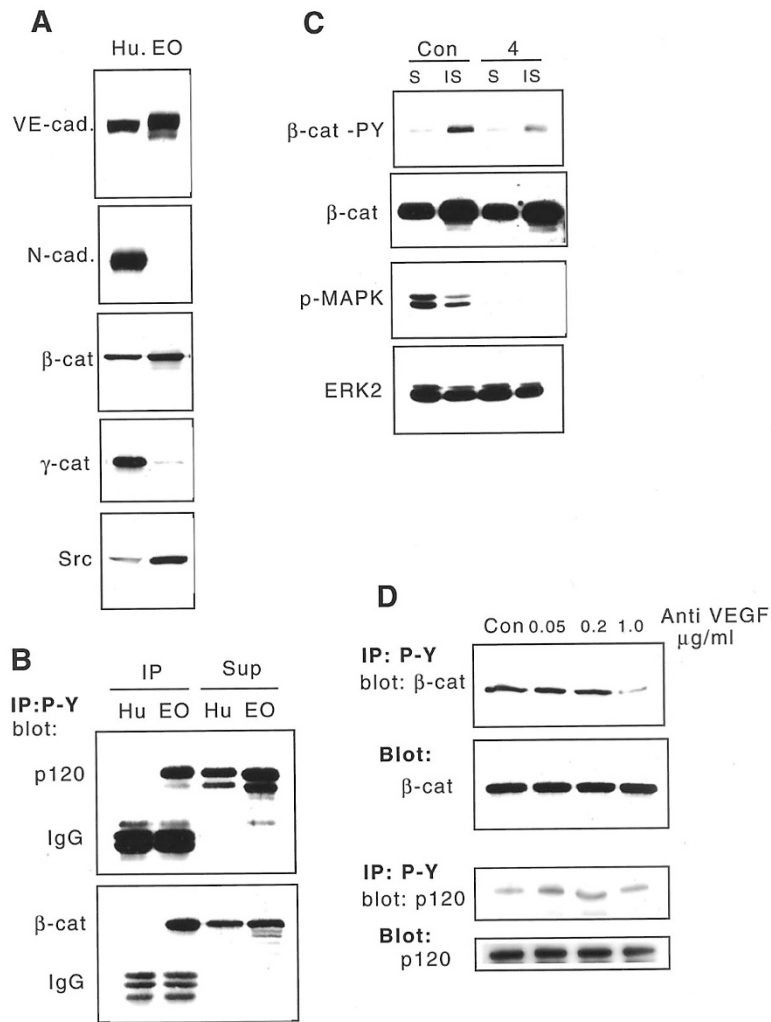 A
Hu. EO
VE-cad.
N-cad.
β-cat
γ-cat
Src
B
IP Sup
IP:P-Y
Hu EO Hu EO
blot:
p120
IgG
β-cat
IgG
C
Con 4
S IS S IS
β-cat -PY
β-cat
p-MAPK
ERK2
D
Con 0.05 0.2 1.0 Anti VEGF
μg/ml
IP: P-Y
blot: β-cat
Blot:
β-cat
IP: P-Y
blot: p120
Blot:
p120